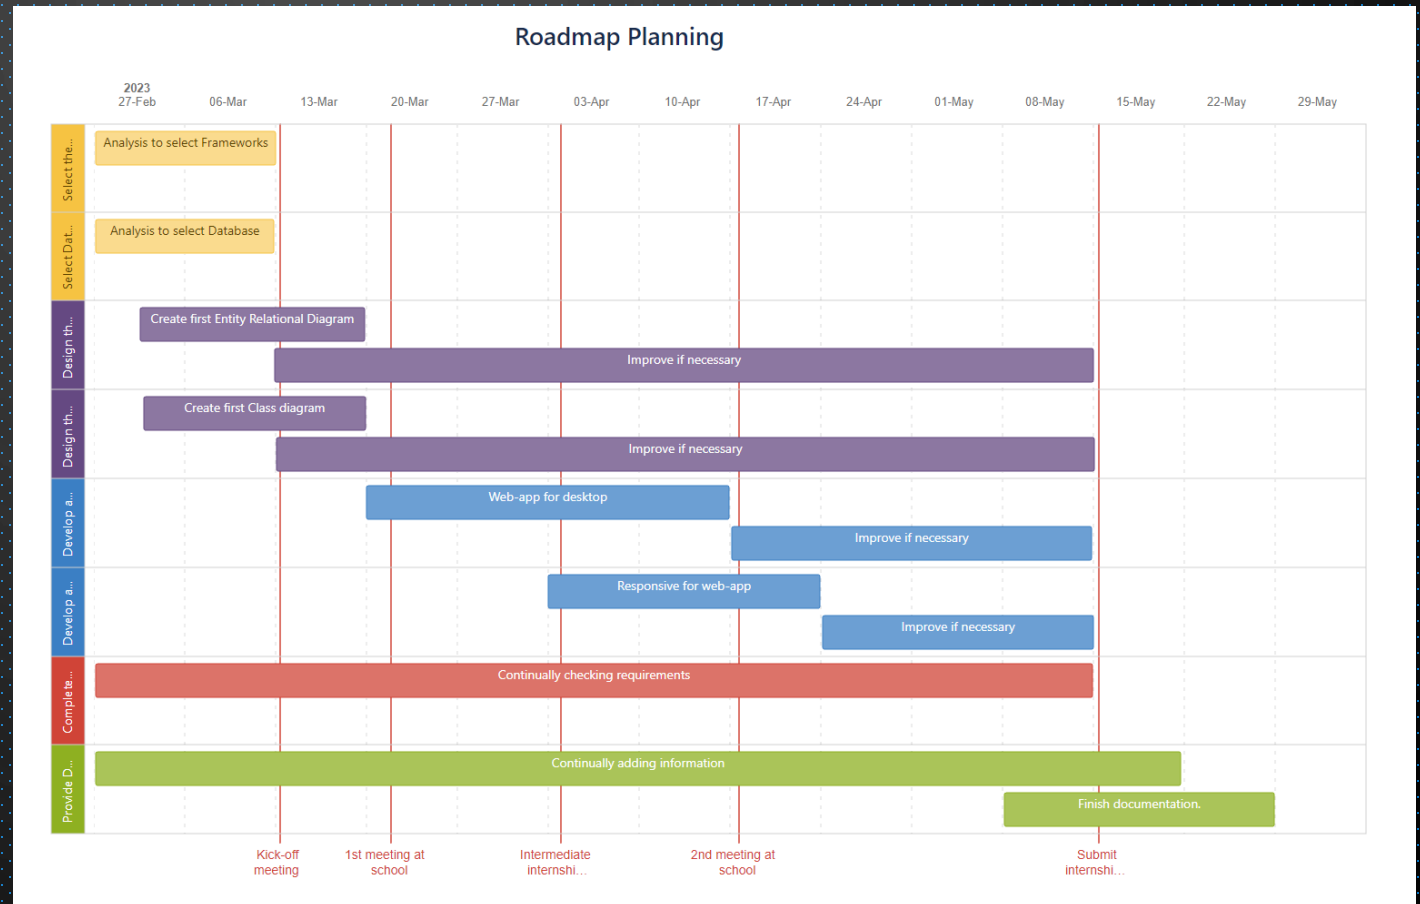 Roadmap Planning
2023
27-Feb 06-Mar 13-Mar 20-Mar 27-Mar 03-Apr 10-Apr 17-Apr 24-Apr 01-May 08-May 15-May 22-May 29-May
Select the...
Analysis to select Frameworks
Select Dat...
Analysis to select Database
Design th...
Create first Entity Relational Diagram
Improve if necessary
Design th...
Create first Class diagram
Improve if necessary
Develop a...
Web-app for desktop
Improve if necessary
Develop a...
Responsive for web-app
Improve if necessary
Complete...
Continually checking requirements
Provide D...
Continually adding information
Finish documentation.
Kick-off
meeting
1st meeting at
school
Intermediate
internshi...
2nd meeting at
school
Submit
internshi...